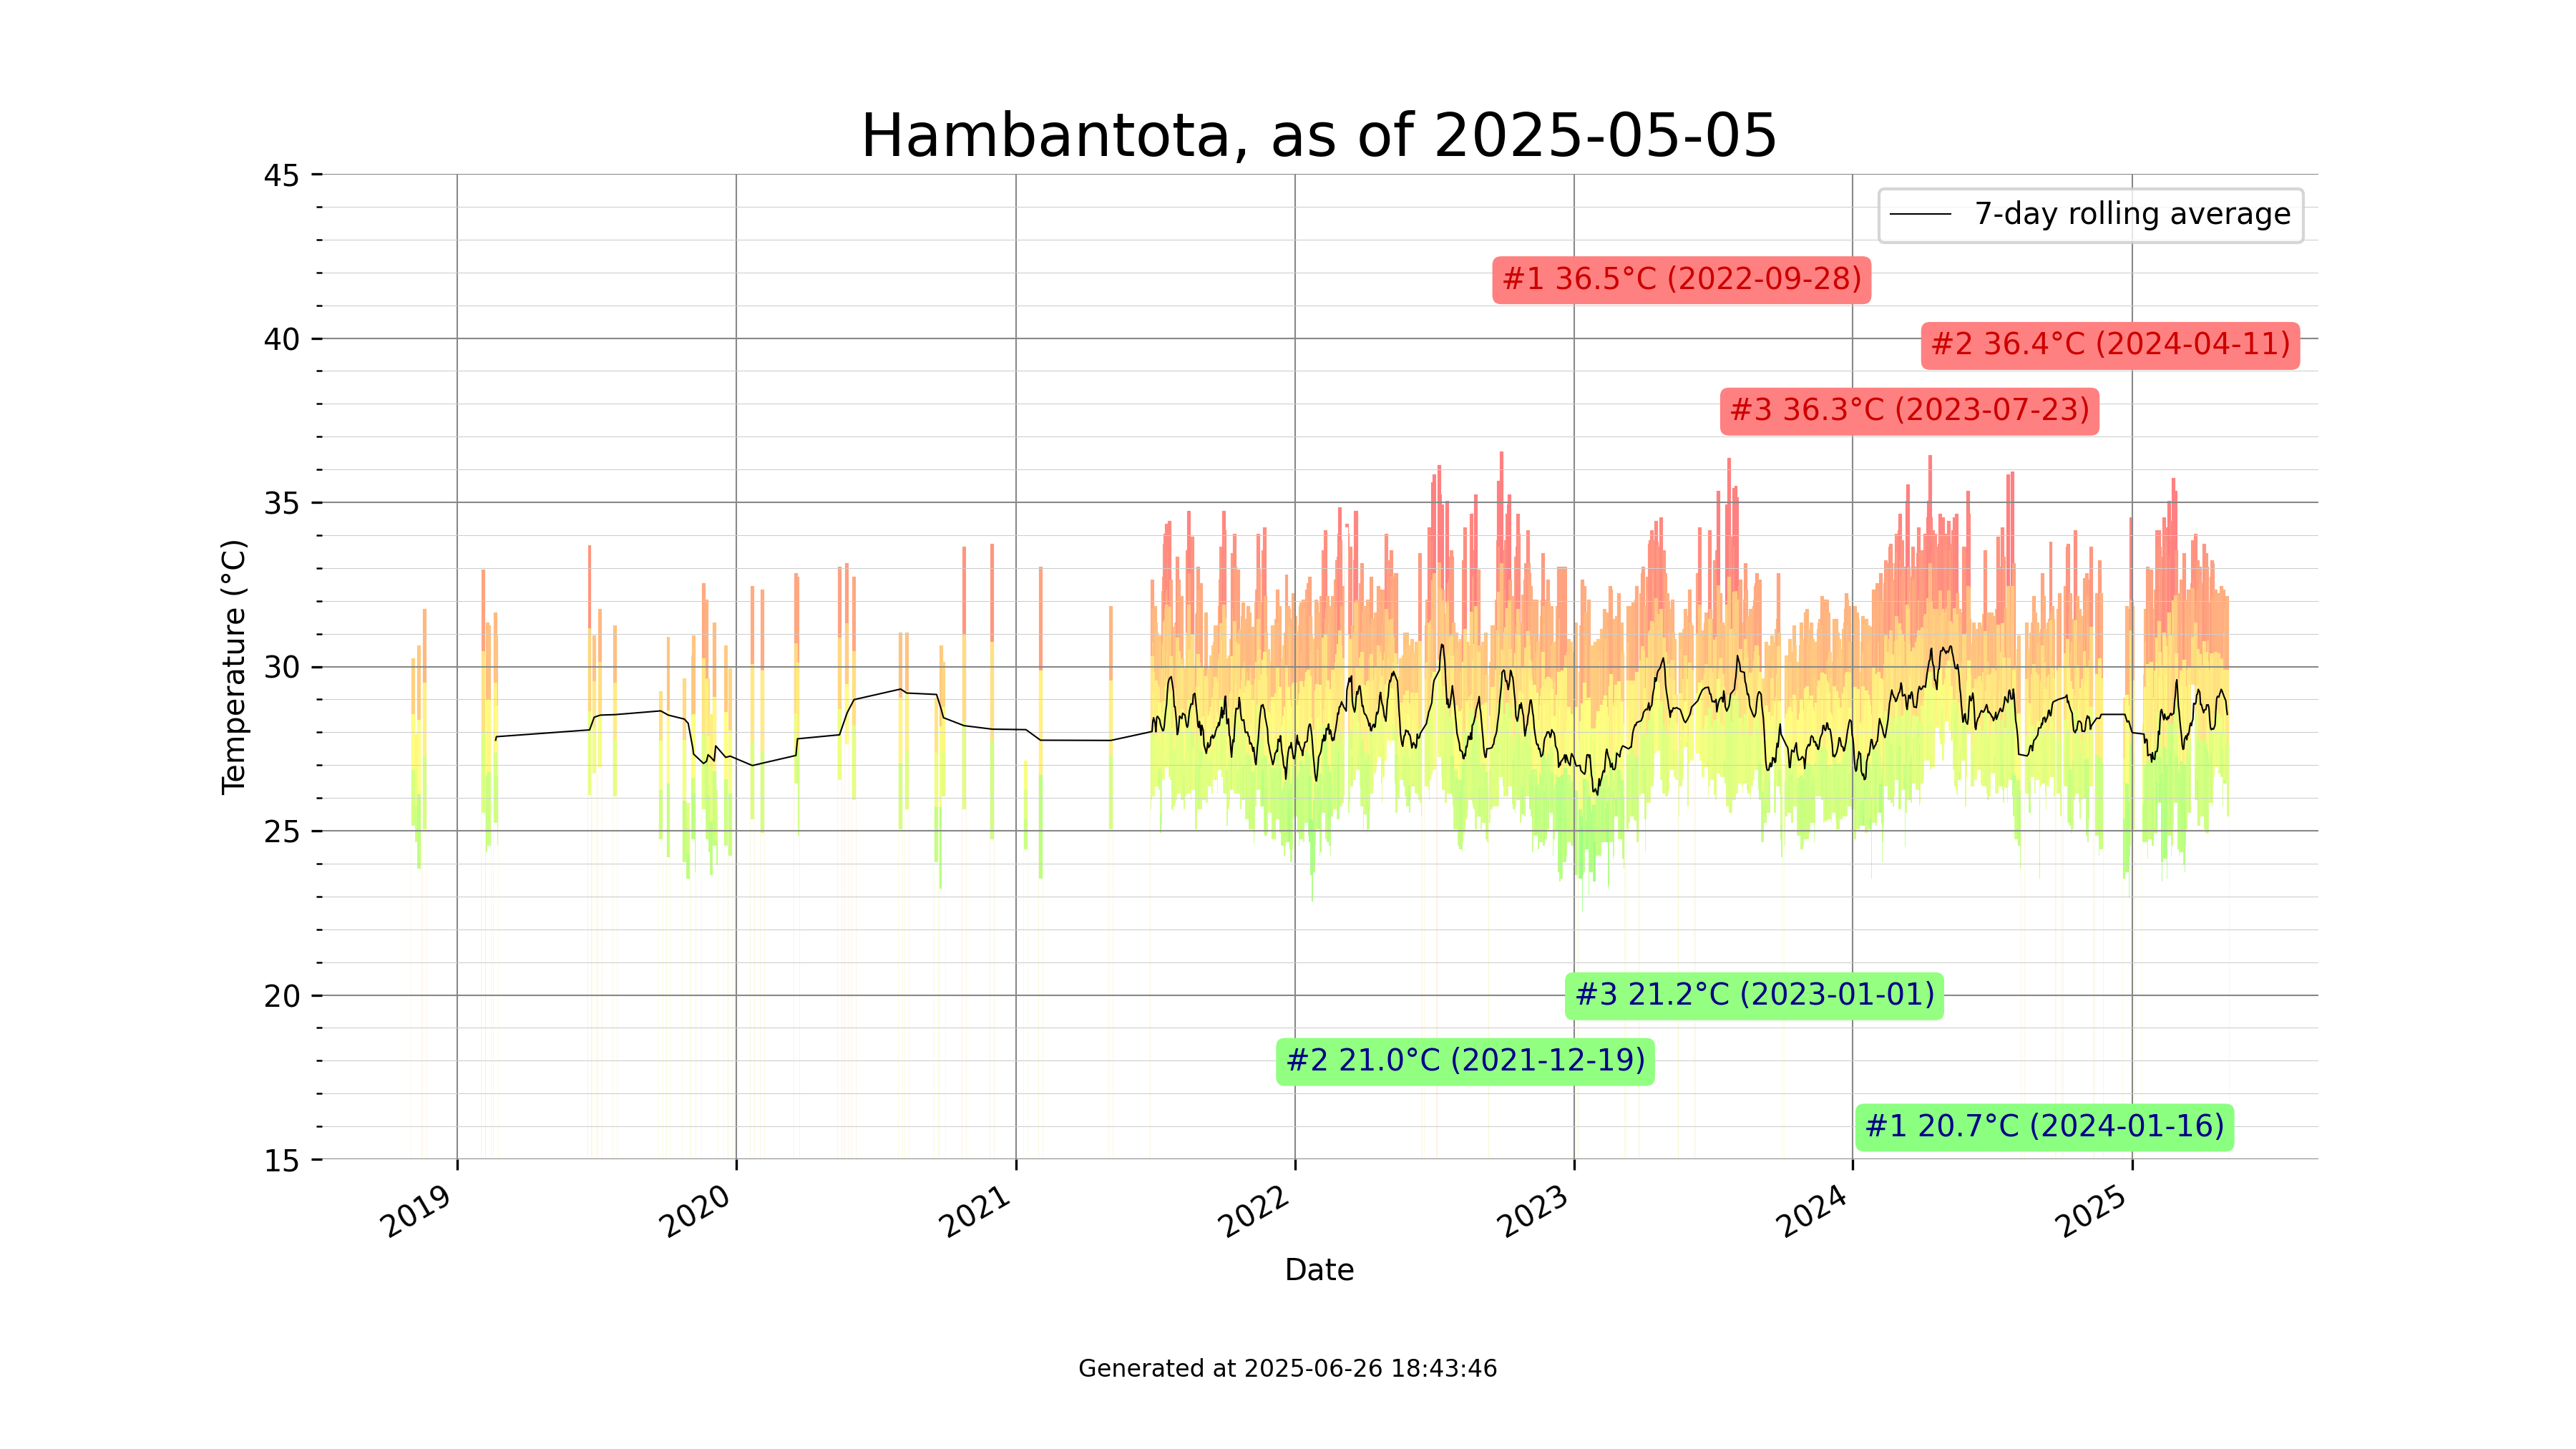 Hambantota, as of 2025-05-05
45
40
35
30
25
20
15
Temperature (°C)
7-day rolling average
#1 36.5°C (2022-09-28)
#2 36.4°C (2024-04-11)
#3 36.3°C (2023-07-23)
#3 21.2°C (2023-01-01)
#2 21.0°C (2021-12-19)
#1 20.7°C (2024-01-16)
2019
2020
2021
2022
2023
2024
2025
Date
Generated at 2025-06-26 18:43:46